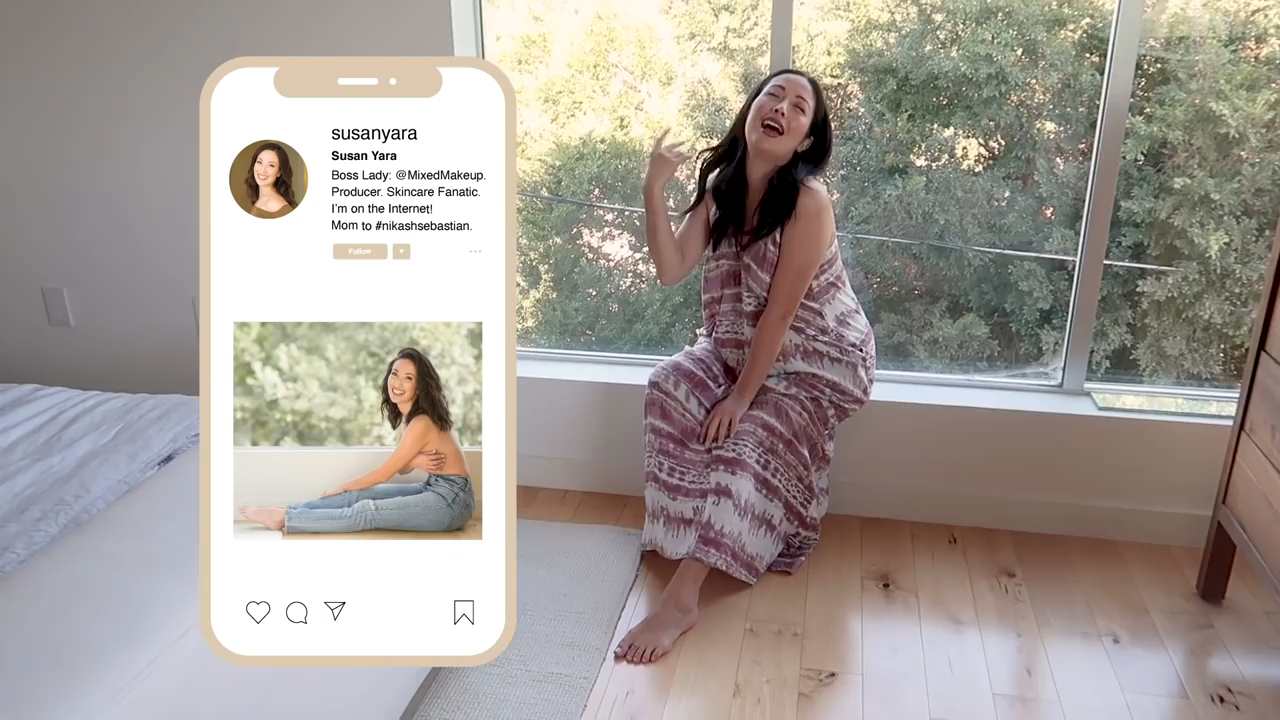 susanyara
Susan Yara
Boss Lady: @MixedMakeup.
Producer. Skincare Fanatic.
I'm on the Internet!
Mom to #nikashsebastian.
Follow